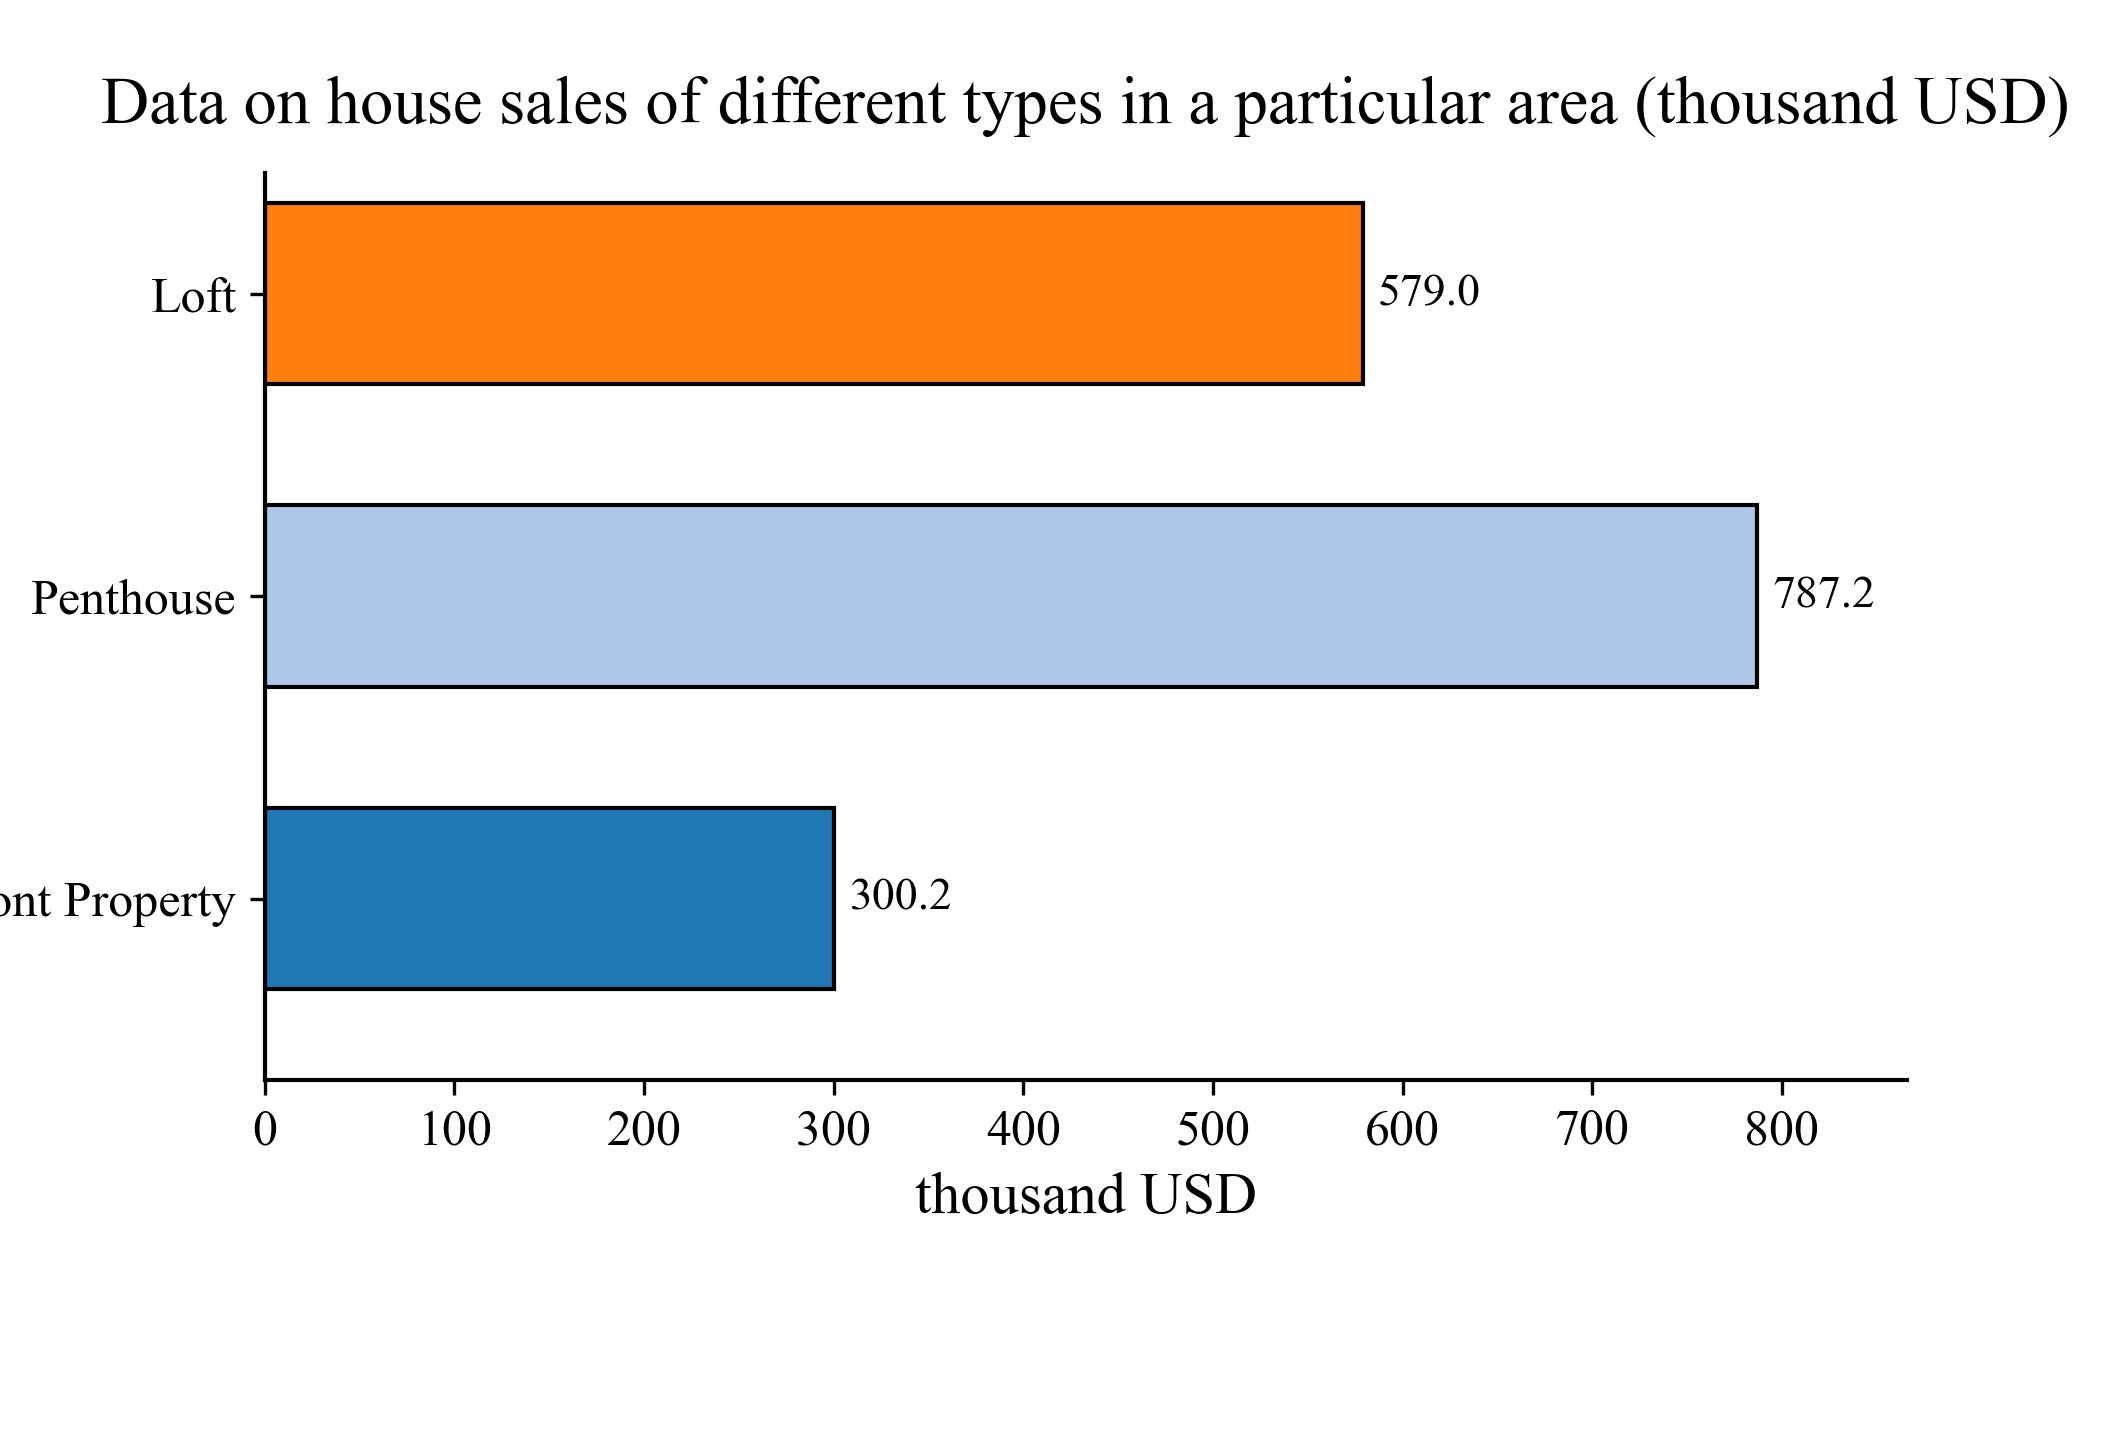 Data on house sales of different types in a particular area (thousand USD)
Loft
579.0
Penthouse
787.2
Property
300.2
0 100 200 300 400 500 600 700 800
thousand USD